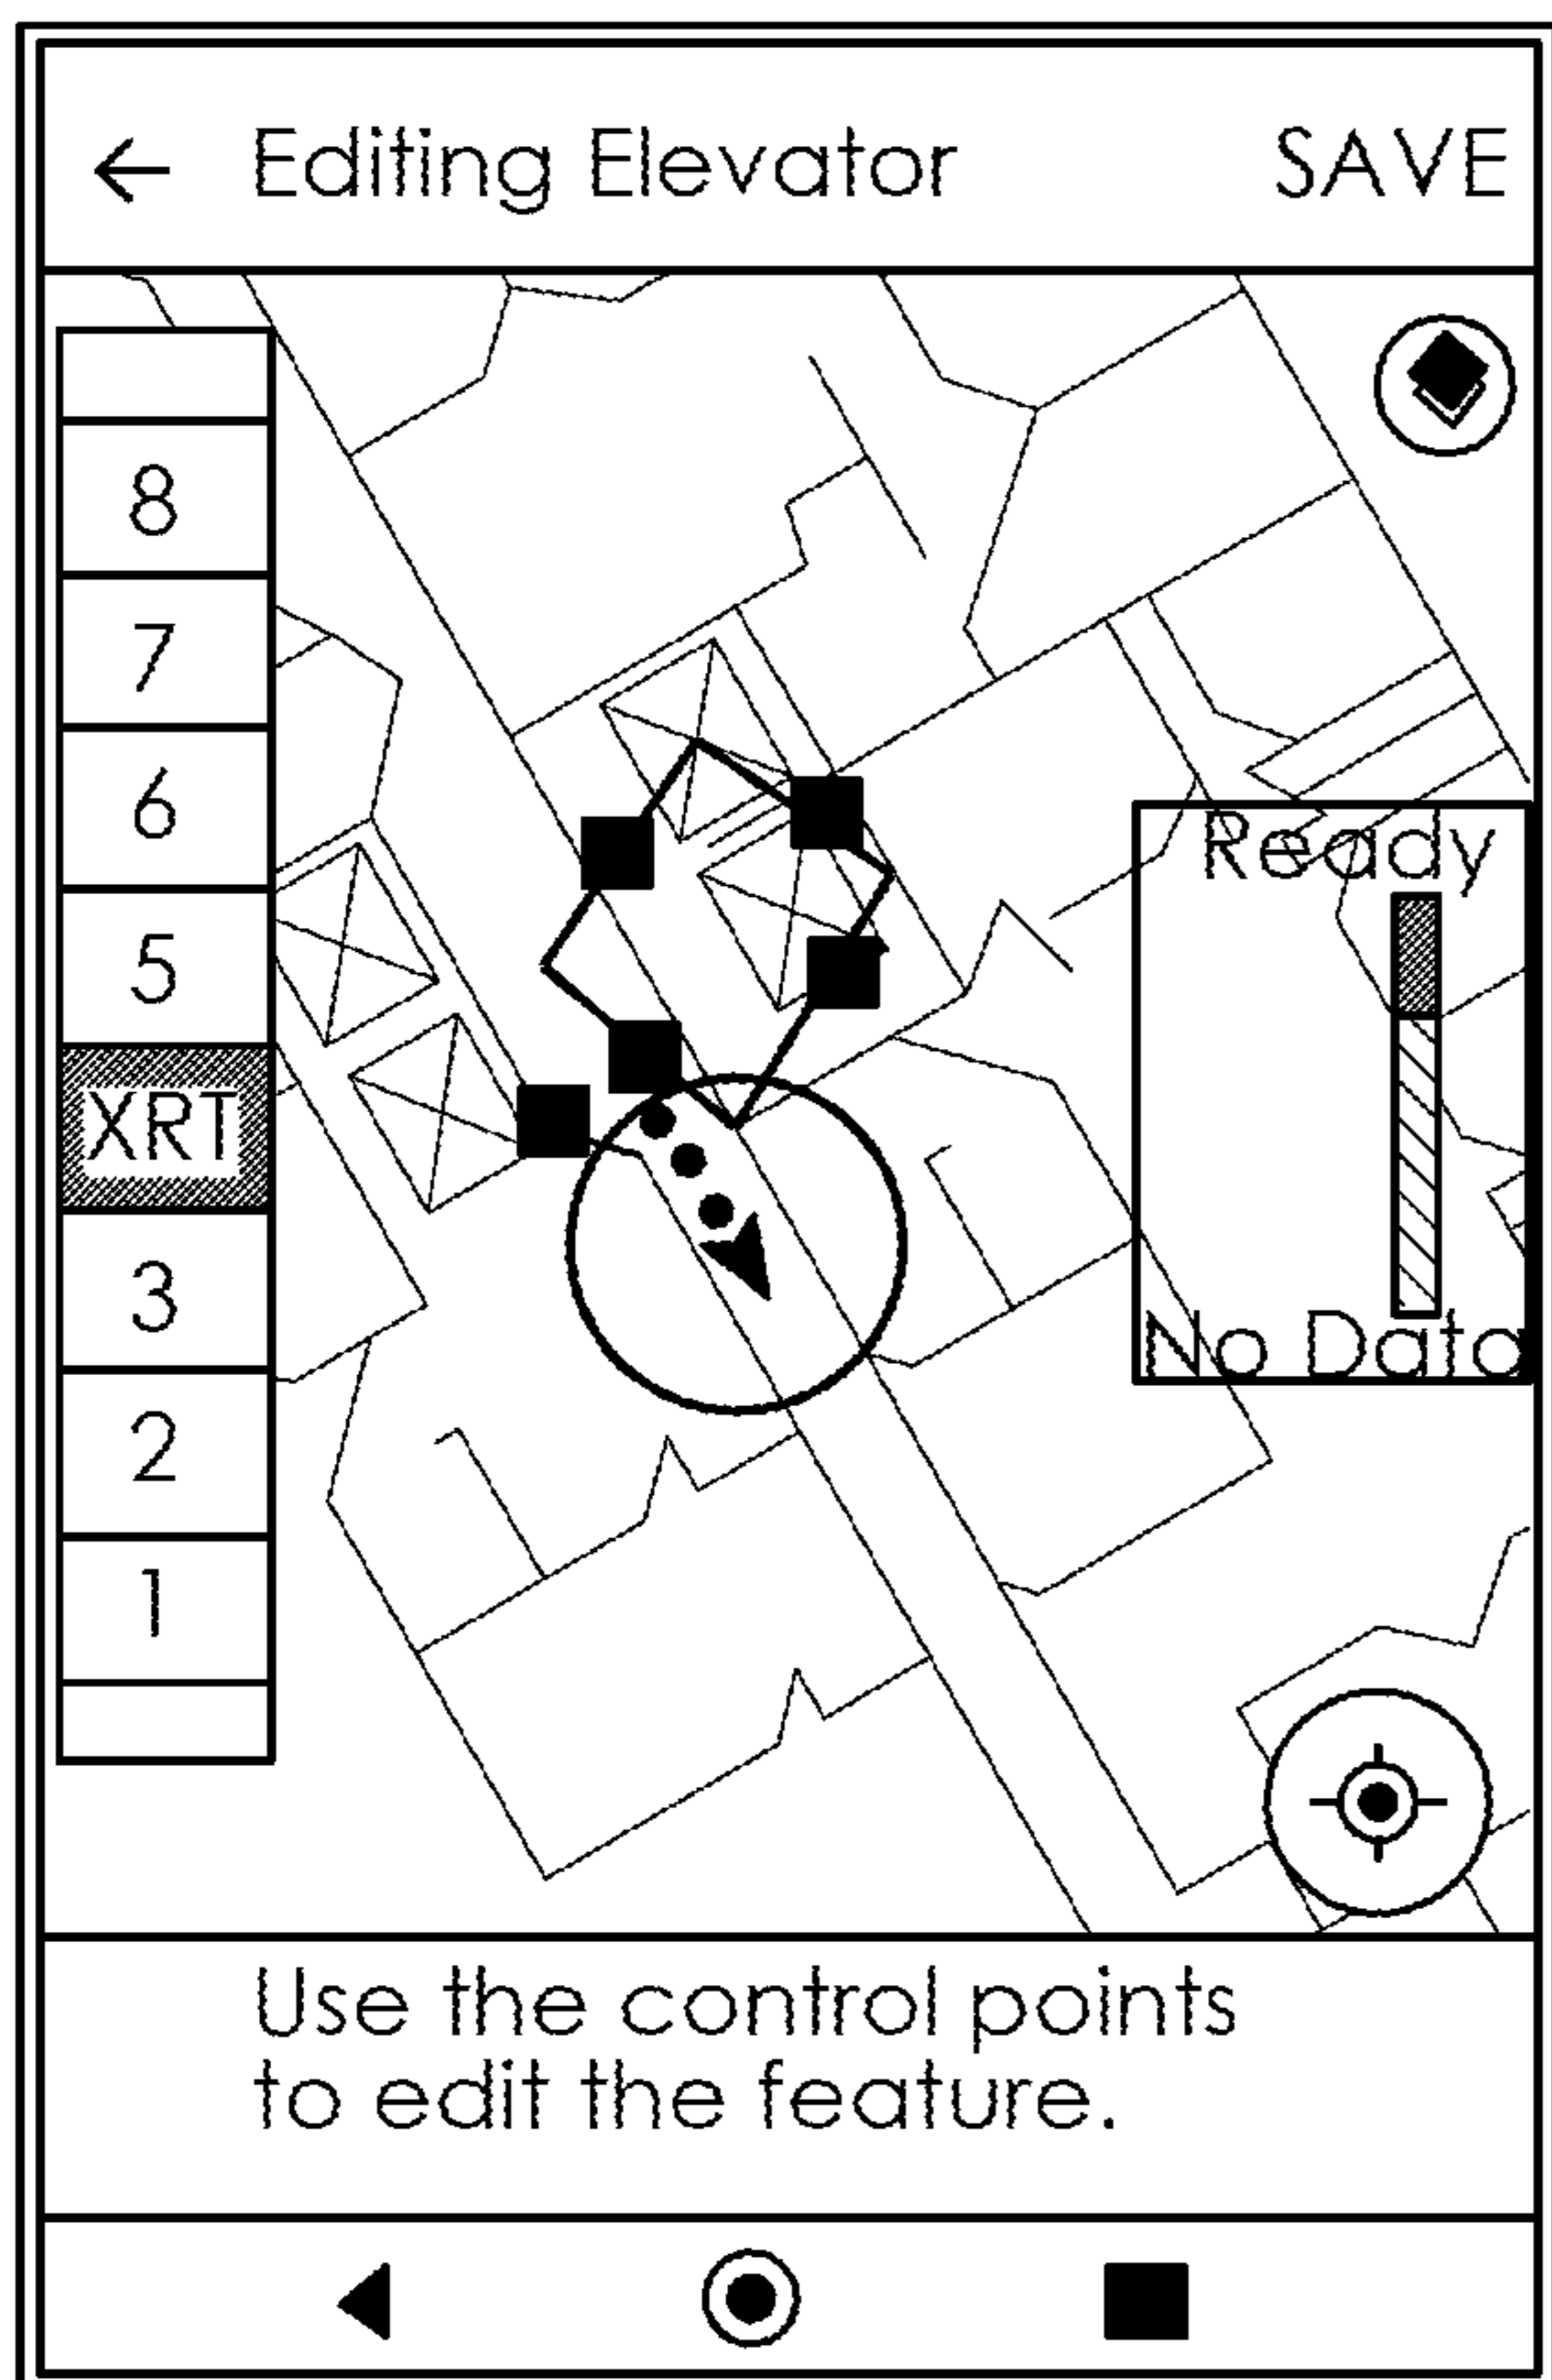 Editing Elevator SAVE
8
7
6
5
XRT
3
2
1
Ready
No Data
Use the control points
to edit the feature.